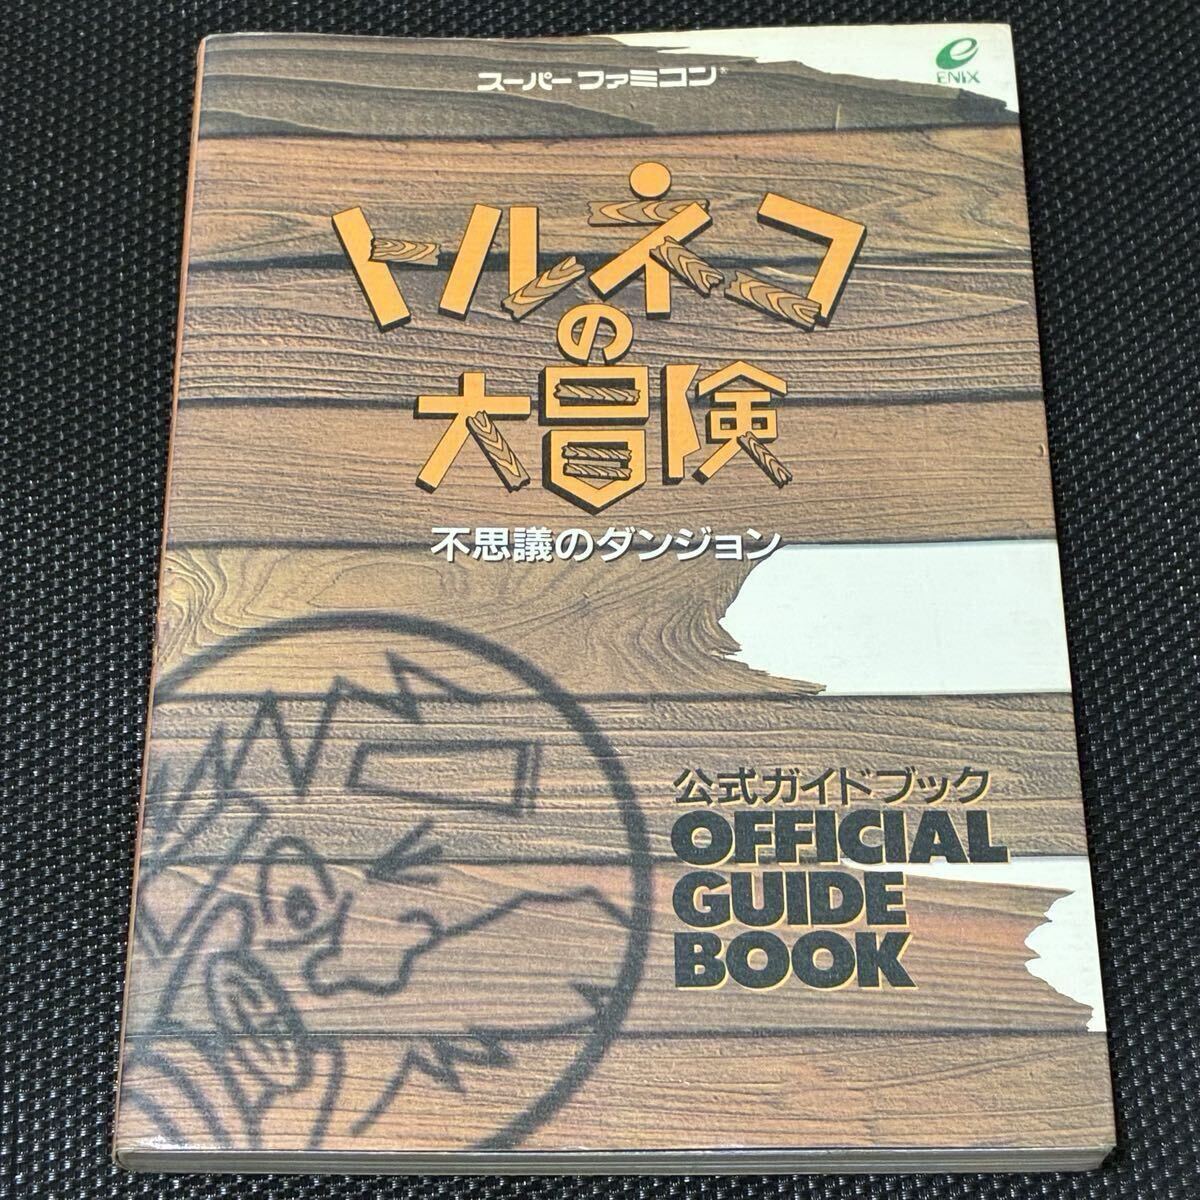 ENIX
スーパーファミコン®
トルネコ
の
大冒険
不思議のダンジョン
公式ガイドブック
OFFICIAL
GUIDE
BOOK